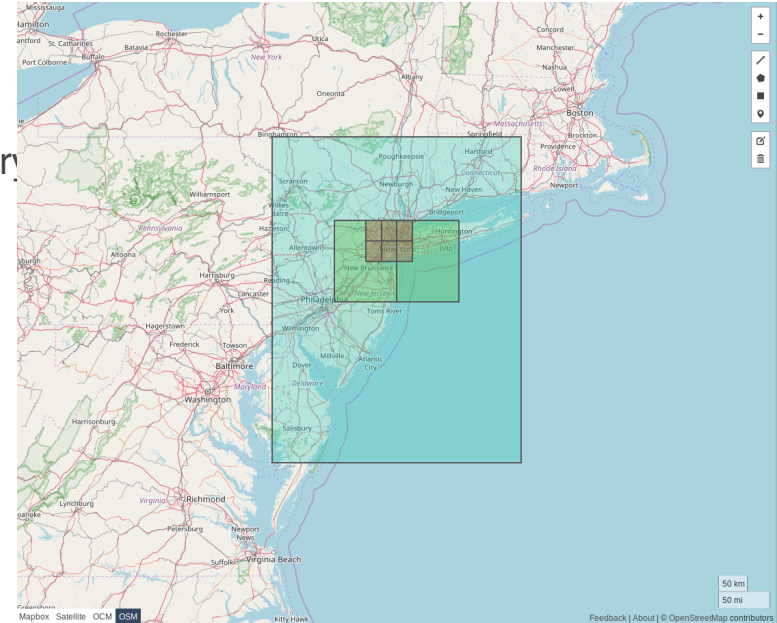 Mississauga
Hamilton
antford
St. Catharines
Port Colborne
Buffalo
Batavia
Rochester
Utica
New York
Albany
Oneonta
Binghamton
Concord
Manchester
Nashua
Lowell
Boston
Massachusetts
Springfield
Brockton
Providence
Hartford
Connecticut
Rhode Island
Newport
Poughkeepsie
Newburgh
New Haven
Bridgeport
Scranton
Wilkes-
Barre
Hazleton
Williamsport
Pennsylvania
Altoona
sburgh
Harrisburg
Allentown
Reading
Lancaster
York
Huntington
Islip
New York
New Brunswick
New Jersey
Philadelphia
Toms River
Wilmington
Millville
Atlantic
City
Dover
Delaware
Salisbury
Hagerstown
Frederick
Towson
Baltimore
Maryland
Washington
Harrisonburg
Lynchburg
oanoke
Virginia
Richmond
Petersburg
Newport
News
Suffolk
Virginia Beach
Greensboro
Kitty Hawk
ry
+
−
50 km
50 mi
Mapbox Satellite OCM OSM
Feedback | About | © OpenStreetMap contributors